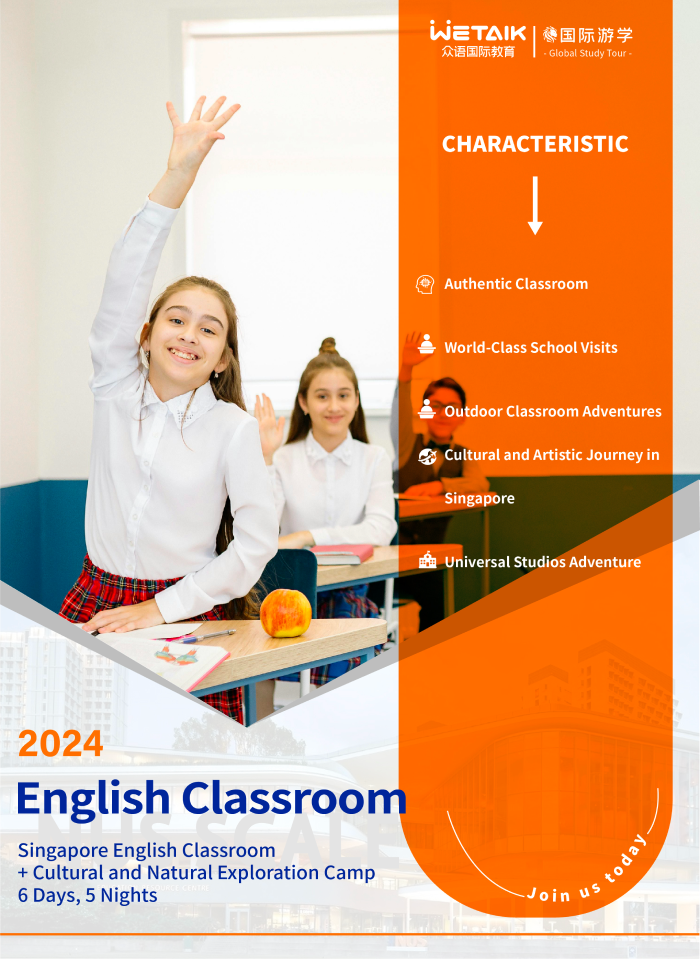 WETALK
众语国际教育
国际游学
- Global Study Tour -
CHARACTERISTIC
Authentic Classroom
World-Class School Visits
Outdoor Classroom Adventures
Cultural and Artistic Journey in
Singapore
Universal Studios Adventure
2024
English Classroom
Singapore English Classroom
+ Cultural and Natural Exploration Camp
6 Days, 5 Nights
Join us today